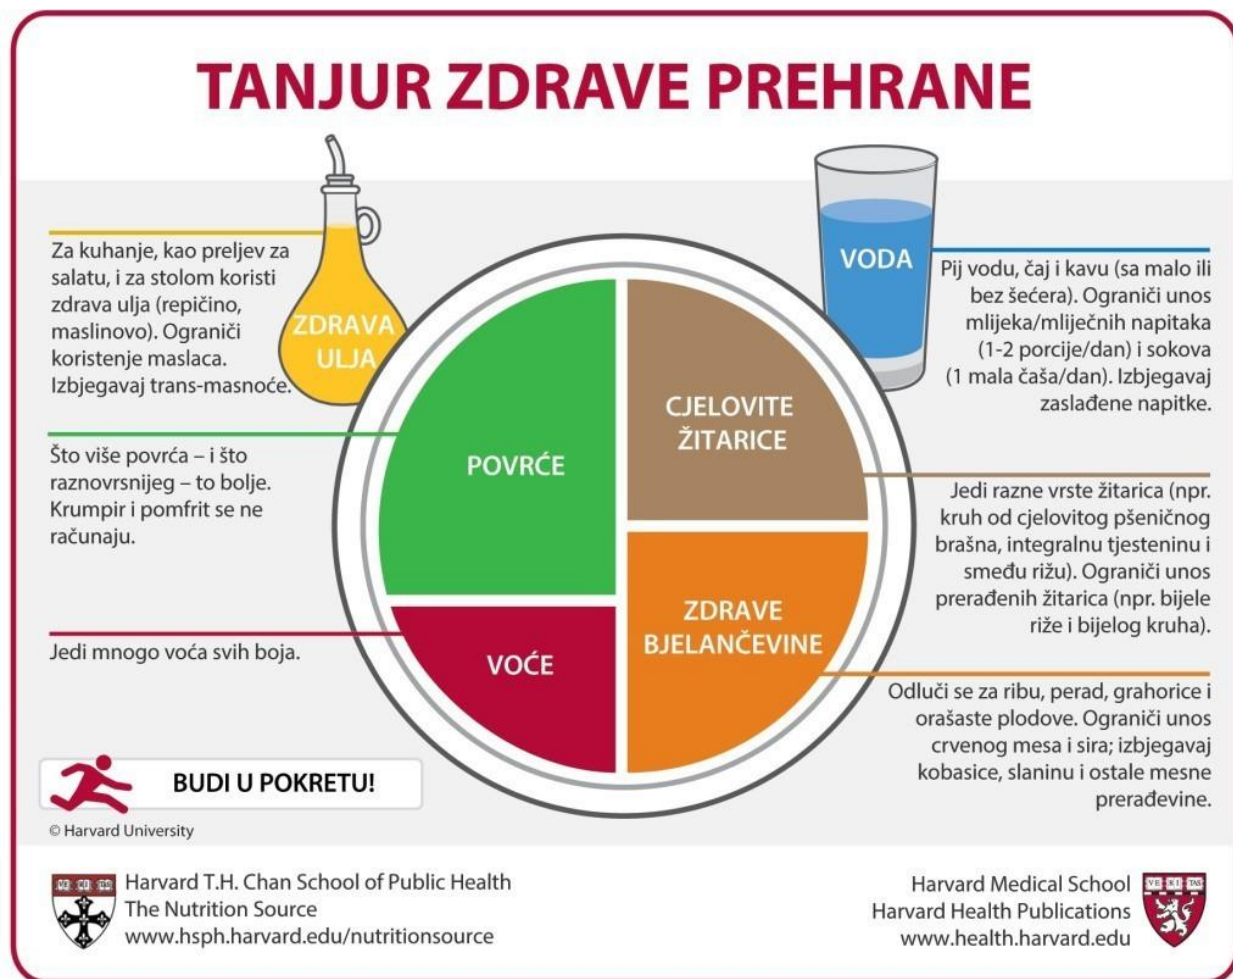 TANJUR ZDRAVE PREHRANE
Za kuhanje, kao preljev za
salatu, i za stolom koristi
zdrava ulja (repičino,
maslinovo). Ograniči
koristenje maslaca.
Izbjegavaj trans-masnoće.
ZDRAVA
ULJA
VODA
Pij vodu, čaj i kavu (sa malo ili
bez šećera). Ograniči unos
mlijeka/mliječnih napitaka
(1-2 porcije/dan) i sokova
(1 mala čaša/dan). Izbjegavaj
zaslađene napitke.
Što više povrća – i što
raznovrsnijeg – to bolje.
Krumpir i pomfrit se ne
računaju.
POVRĆE
CJELOVITE
ŽITARICE
Jedi razne vrste žitarica (npr.
kruh od cjelovitog pšeničnog
brašna, integralnu tjesteninu i
smeđu rižu). Ograniči unos
prerađenih žitarica (npr. bijele
riže i bijelog kruha).
Jedi mnogo voća svih boja.
VOĆE
ZDRAVE
BJELANČEVINE
Odluči se za ribu, perad, grahorice i
orašaste plodove. Ograniči unos
crvenog mesa i sira; izbjegavaj
kobasice, slaninu i ostale mesne
prerađevine.
BUDI U POKRETU!
© Harvard University
VE RI TAS
Harvard T.H. Chan School of Public Health
The Nutrition Source
www.hsph.harvard.edu/nutritionsource
Harvard Medical School
Harvard Health Publications
www.health.harvard.edu
VE RI TAS